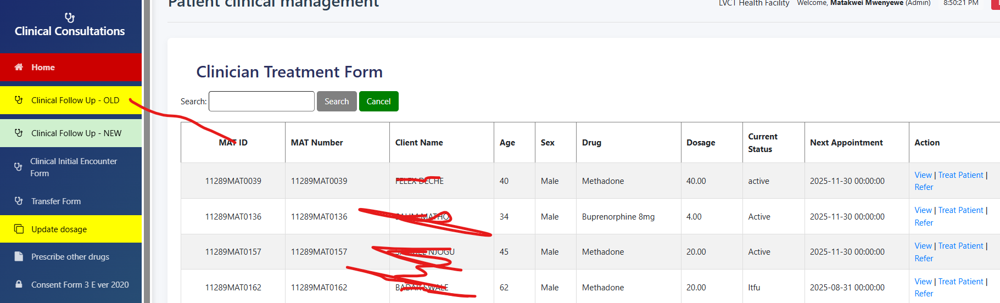 Patient clinical management
LVCT Health Facility Welcome, Matakwei Mwenyewe (Admin) 8:50:21 PM
Clinical Consultations
Home
Clinical Follow Up - OLD
Clinical Follow Up - NEW
Clinical Initial Encounter
Form
Transfer Form
Update dosage
Prescribe other drugs
Consent Form 3 E ver 2020
Clinician Treatment Form
Search: Search Cancel
MAT ID MAT Number Client Name Age Sex Drug Dosage Current Status Next Appointment Action
11289MAT0039 11289MAT0039 40 Male Methadone 40.00 active 2025-11-30 00:00:00 View | Treat Patient | Refer
11289MAT0136 11289MAT0136 34 Male Buprenorphine 8mg 4.00 Active 2025-11-30 00:00:00 View | Treat Patient | Refer
11289MAT0157 11289MAT0157 45 Male Methadone 20.00 Active 2025-11-30 00:00:00 View | Treat Patient | Refer
11289MAT0162 11289MAT0162 62 Male Methadone 20.00 ltfu 2025-08-31 00:00:00 View | Treat Patient | Refer